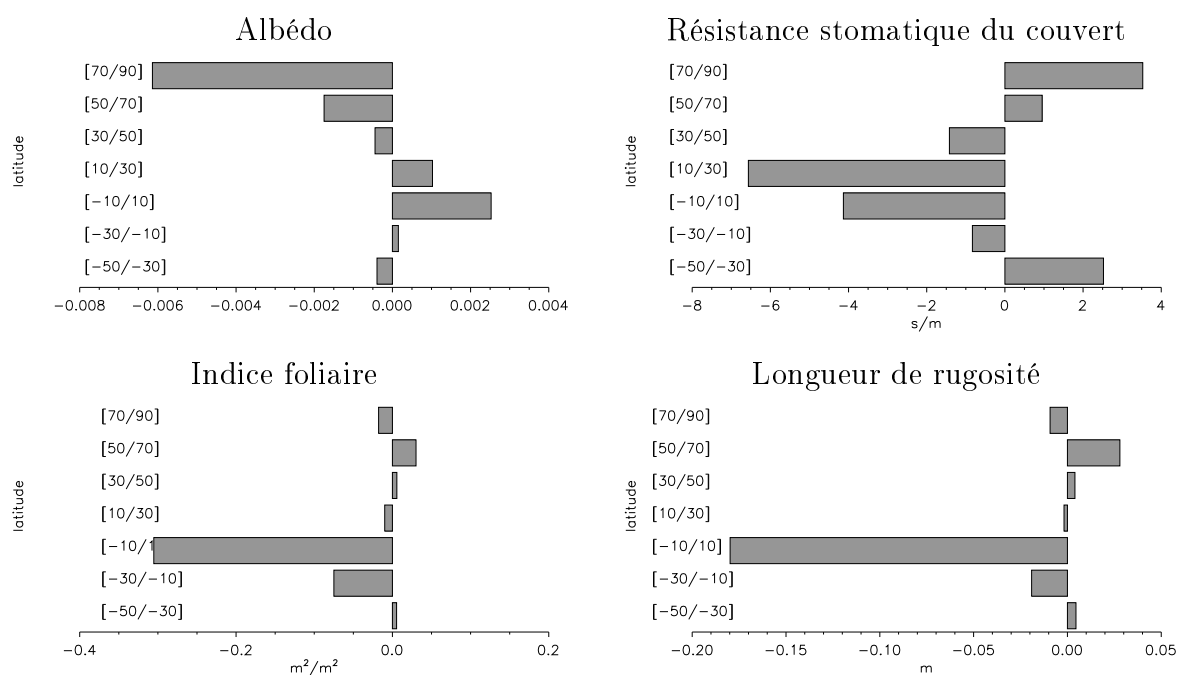 Albédo
latitude
[70/90]
[50/70]
[30/50]
[10/30]
[-10/10]
[-30/-10]
[-50/-30]
-0.008 -0.006 -0.004 -0.002 0.000 0.002 0.004
Résistance stomatique du couvert
latitude
[70/90]
[50/70]
[30/50]
[10/30]
[-10/10]
[-30/-10]
[-50/-30]
-8 -6 -4 -2 0 2 4
s/m
Indice foliaire
latitude
[70/90]
[50/70]
[30/50]
[10/30]
[-10/1
[-30/-10]
[-50/-30]
-0.4 -0.2 0.0 0.2
m²/m²
Longueur de rugosité
latitude
[70/90]
[50/70]
[30/50]
[10/30]
[-10/10]
[-30/-10]
[-50/-30]
-0.20 -0.15 -0.10 -0.05 0.00 0.05
m